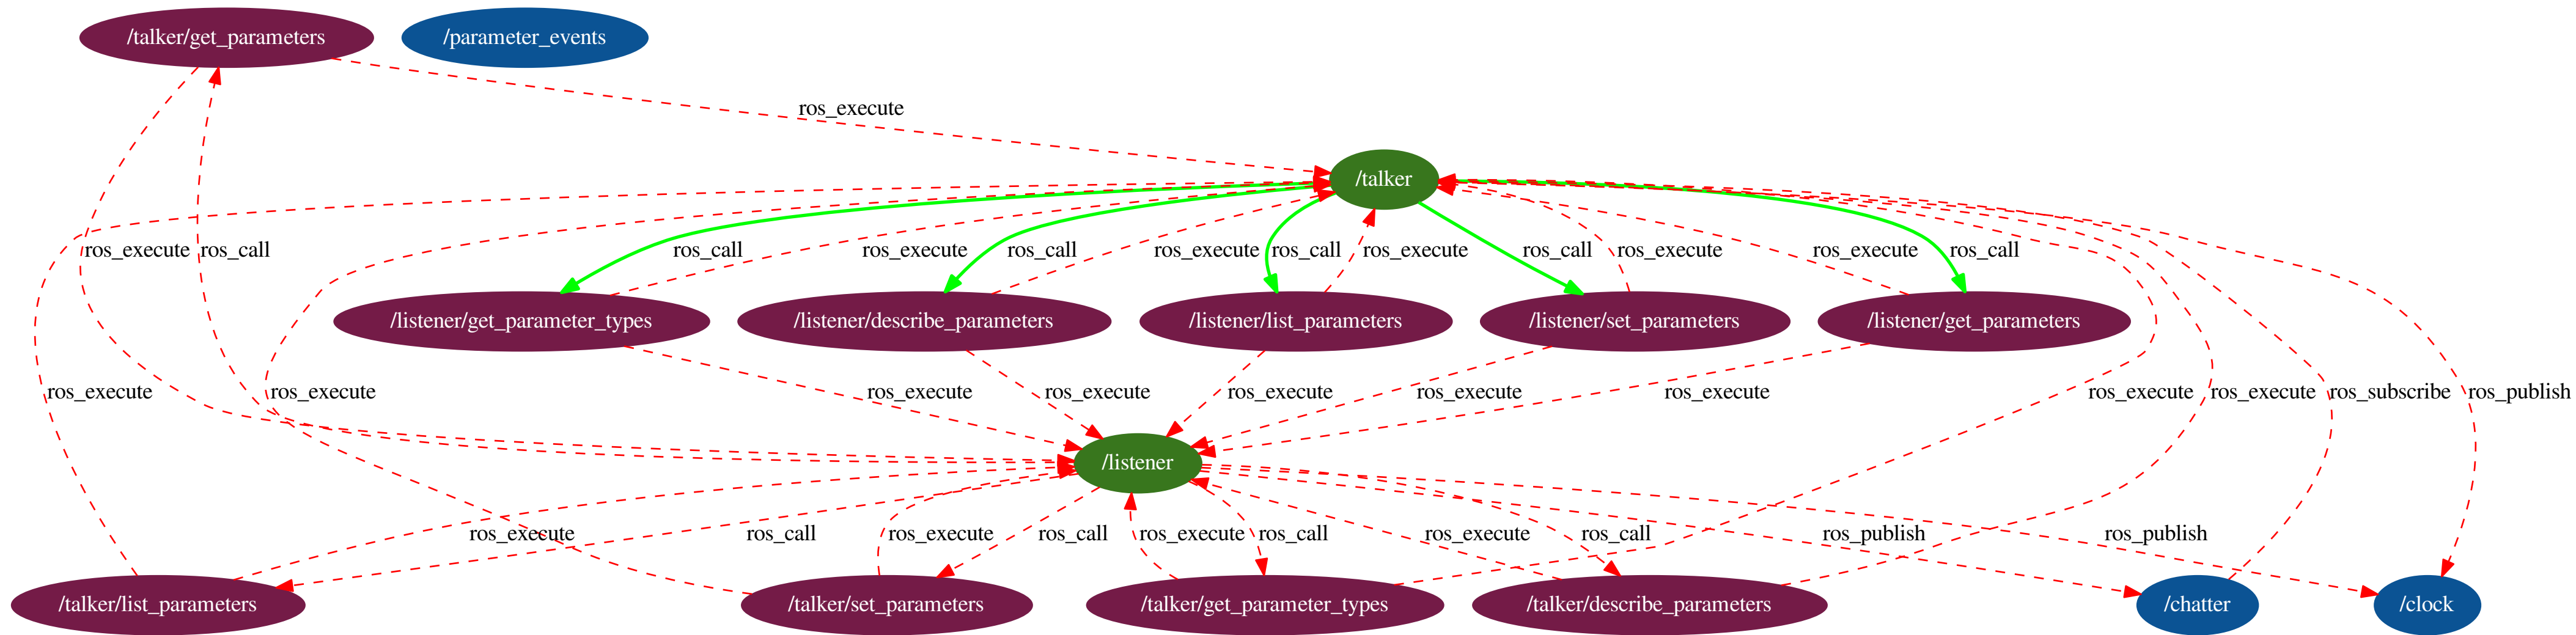 /talker/get_parameters
/parameter_events
ros_execute
/talker
ros_execute
ros_call
ros_call
ros_execute
ros_call
ros_execute
ros_call
ros_execute
ros_call
ros_execute
ros_execute
ros_call
/listener/get_parameter_types
/listener/describe_parameters
/listener/list_parameters
/listener/set_parameters
/listener/get_parameters
ros_execute
ros_execute
ros_execute
ros_execute
ros_execute
ros_execute
ros_execute
ros_execute
ros_execute
ros_subscribe
ros_publish
/listener
ros_execute
ros_call
ros_execute
ros_call
ros_execute
ros_call
ros_execute
ros_call
ros_publish
ros_publish
/talker/list_parameters
/talker/set_parameters
/talker/get_parameter_types
/talker/describe_parameters
/chatter
/clock